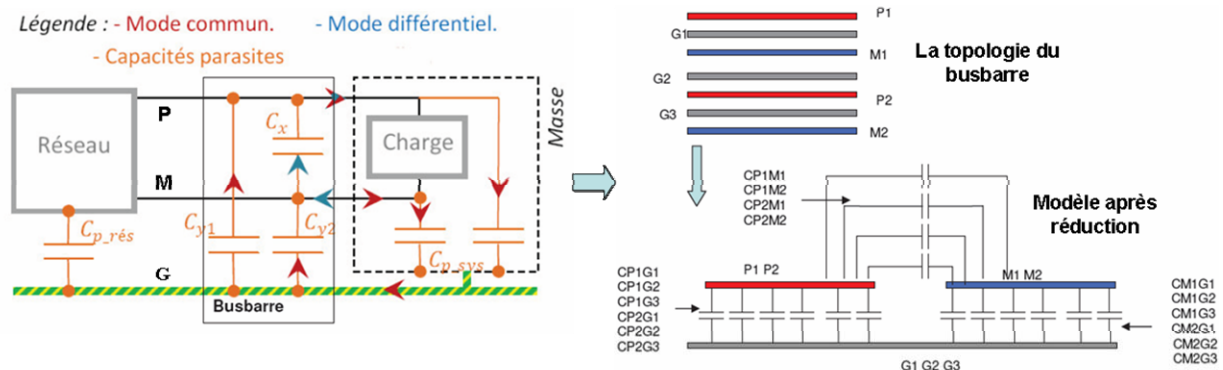 Légende : - Mode commun. - Mode différentiel.
- Capacités parasites
P
M
G
Réseau
C_x
C_y1
C_y2
C_p_rés
C_p_sys
Charge
Masse
Busbarre
P1
G1
M1
G2
P2
G3
M2
La topologie du
busbarre
CP1M1
CP1M2
CP2M1
CP2M2
Modèle après
réduction
P1 P2
M1 M2
CP1G1
CP1G2
CP1G3
CP2G1
CP2G2
CP2G3
CM1G1
CM1G2
CM1G3
CM2G1
CM2G2
CM2G3
G1 G2 G3